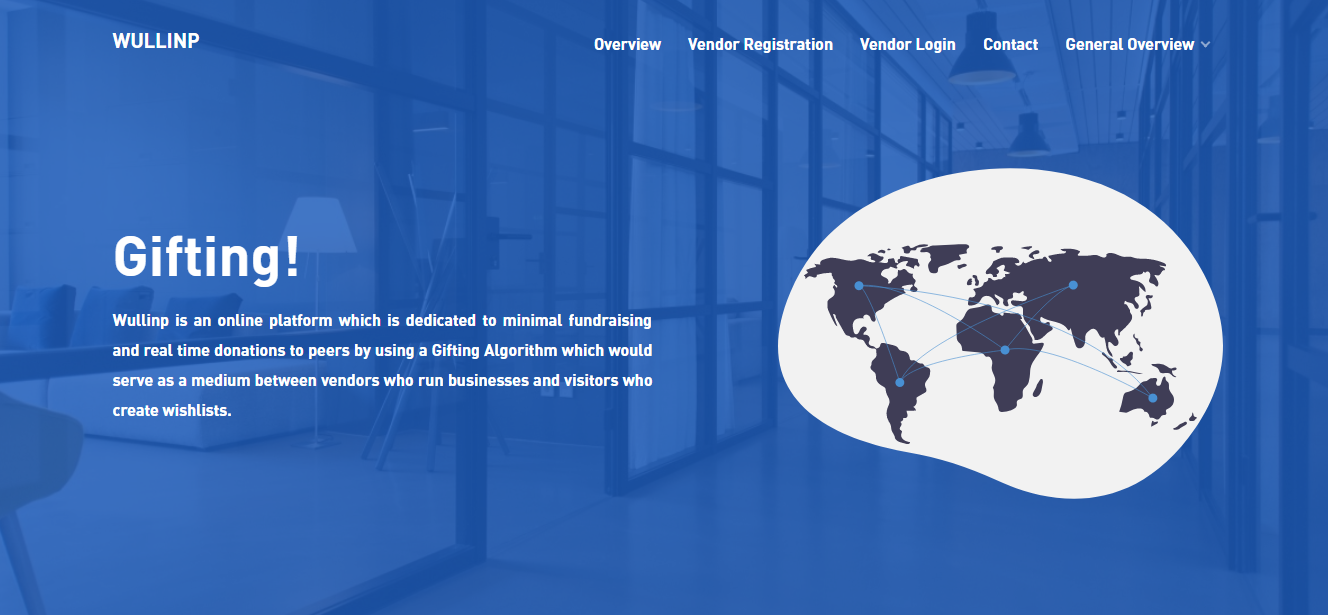 WULLINP
Overview Vendor Registration Vendor Login Contact General Overview
Gifting!
Wullinp is an online platform which is dedicated to minimal fundraising
and real time donations to peers by using a Gifting Algorithm which would
serve as a medium between vendors who run businesses and visitors who
create wishlists.